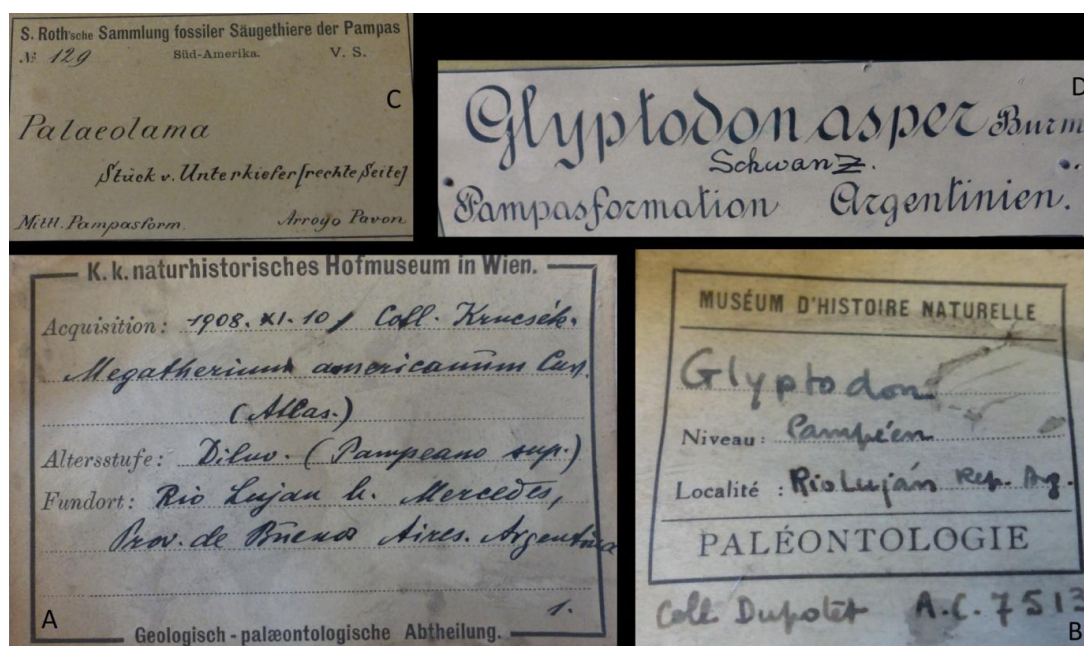 S. Roth'sche Sammlung fossiler Säugethiere der Pampas
№ 129 Süd-Amerika. V. S.
C
Palaeolama
Stück v. Unterkiefer [rechte Seite]
Mittl. Pampasform. Arroyo Pavon
D
Glyptodon asper Burm
Schwanz.
Pampasformation Argentinien.
K. k. naturhistorisches Hofmuseum in Wien.
Acquisition: 1908. XI. 10, Coll. Krncsék.
Megatherium americanum Cuv.
(Atlas.)
Altersstufe: Diluv. (Pampeano sup.)
Fundort: Rio Lujan b. Mercedes,
Prov. de Buenos Aires. Argentina
1.
A
Geologisch-palæontologische Abtheilung.
MUSÉUM D'HISTOIRE NATURELLE
Glyptodon
Niveau: Pampéen
Localité: Rio Luján Rep. Arg.
PALÉONTOLOGIE
Coll Dupotet A.C. 7513
B